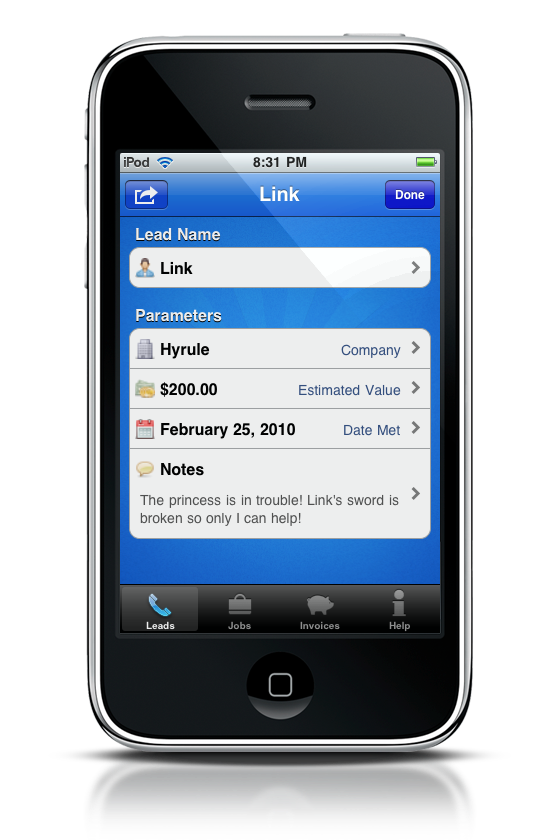 iPod 8:31 PM
Link Done
Lead Name
Link
Parameters
Hyrule Company
$200.00 Estimated Value
February 25, 2010 Date Met
Notes
The princess is in trouble! Link's sword is
broken so only I can help!
Leads Jobs Invoices Help